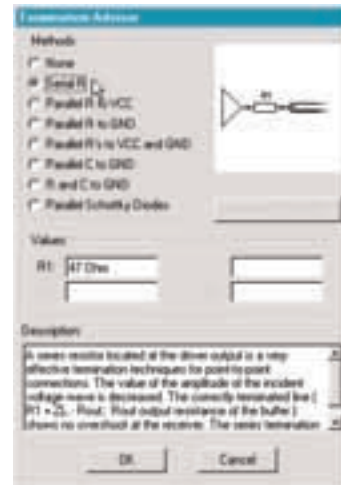 Termination Advisor
Methods
None
Serial R
Parallel R to VCC
Parallel R to GND
Parallel R's to VCC and GND
Parallel C to GND
R and C to GND
Parallel Schottky Diodes
R1
Values
R1: 47 Ohm
Description
A series resistor located at the driver output is a very
effective termination techniques for point-to-point
connections. The value of the amplitude of the incident
voltage wave is decreased. The correctly terminated line (
R1 = ZL - Rout; Rout output resistance of the buffer )
shows no overshoot at the receiver. The series termination
OK Cancel